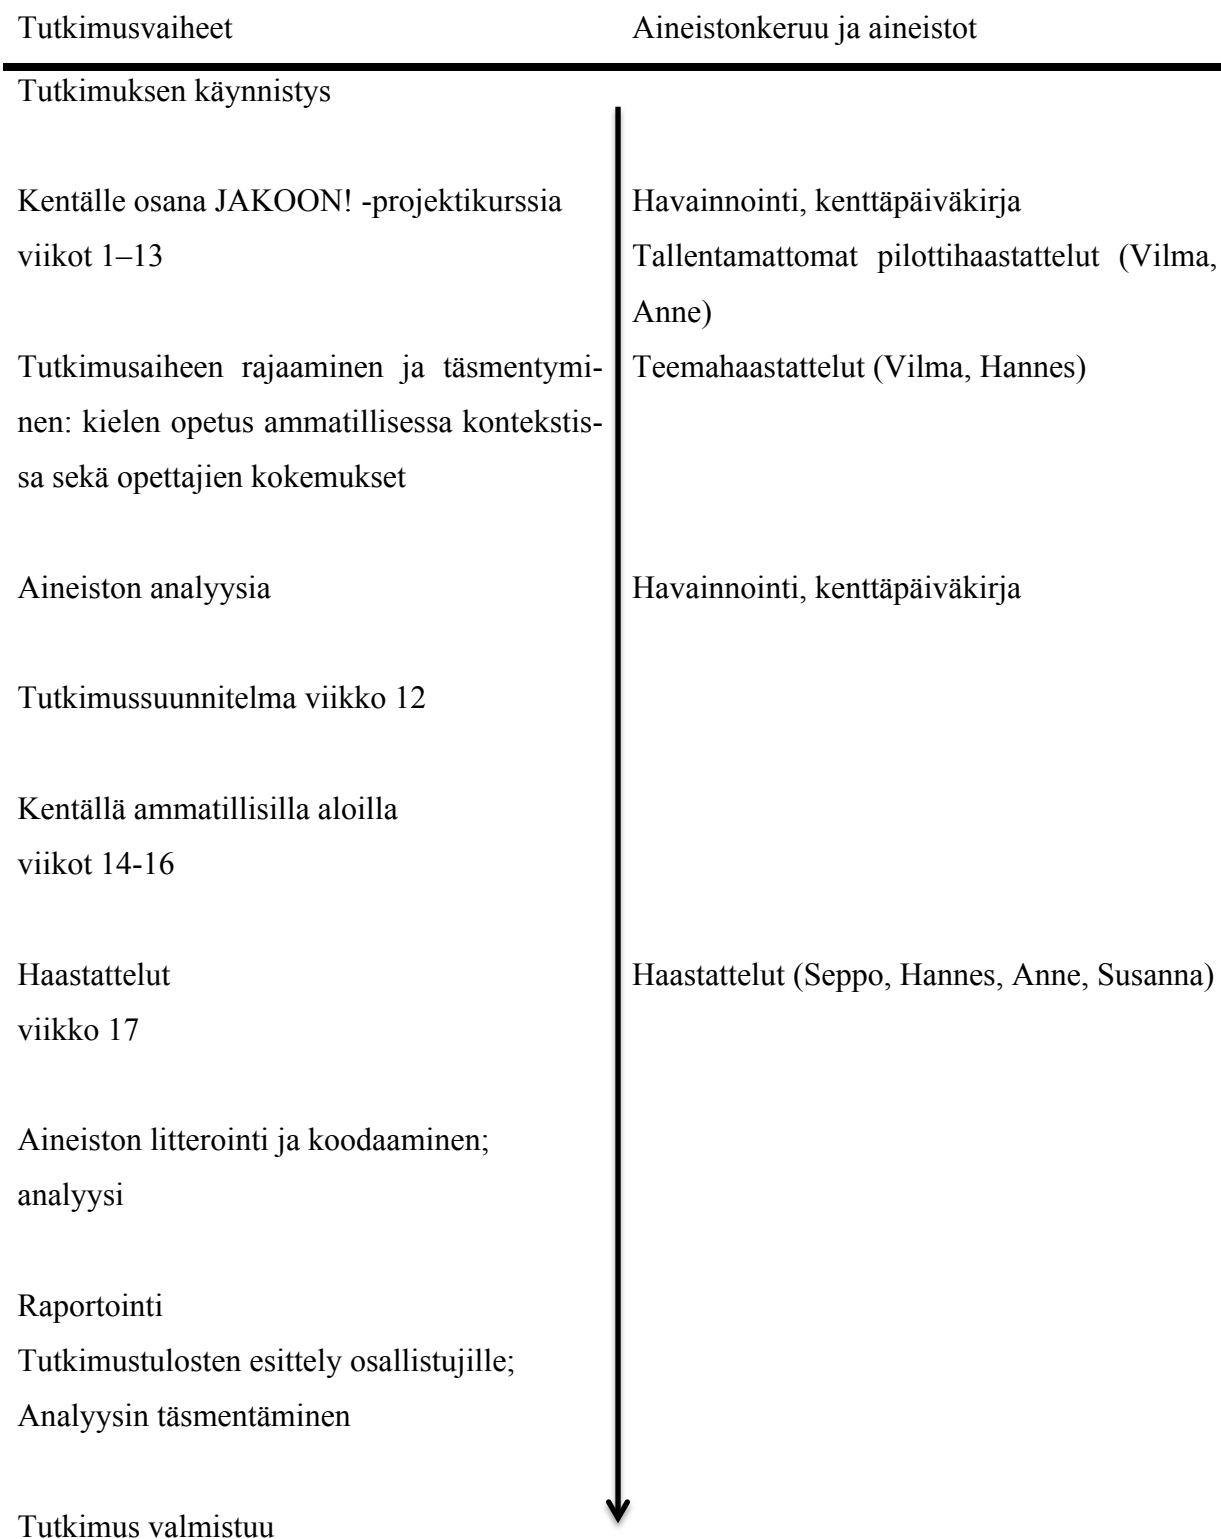 Tutkimusvaiheet
Aineistonkeruu ja aineistot
Tutkimuksen käynnistys
Kentälle osana JAKOON! -projektikurssia
viikot 1–13
Havainnointi, kenttäpäiväkirja
Tallentamattomat pilottihaastattelut (Vilma,
Anne)
Tutkimusaiheen rajaaminen ja täsmentymi-
nen: kielen opetus ammatillisessa kontekstis-
sa sekä opettajien kokemukset
Teemahaastattelut (Vilma, Hannes)
Aineiston analyysia
Havainnointi, kenttäpäiväkirja
Tutkimussuunnitelma viikko 12
Kentällä ammatillisilla aloilla
viikot 14-16
Haastattelut
viikko 17
Haastattelut (Seppo, Hannes, Anne, Susanna)
Aineiston litterointi ja koodaaminen;
analyysi
Raportointi
Tutkimustulosten esittely osallistujille;
Analyysin täsmentäminen
Tutkimus valmistuu